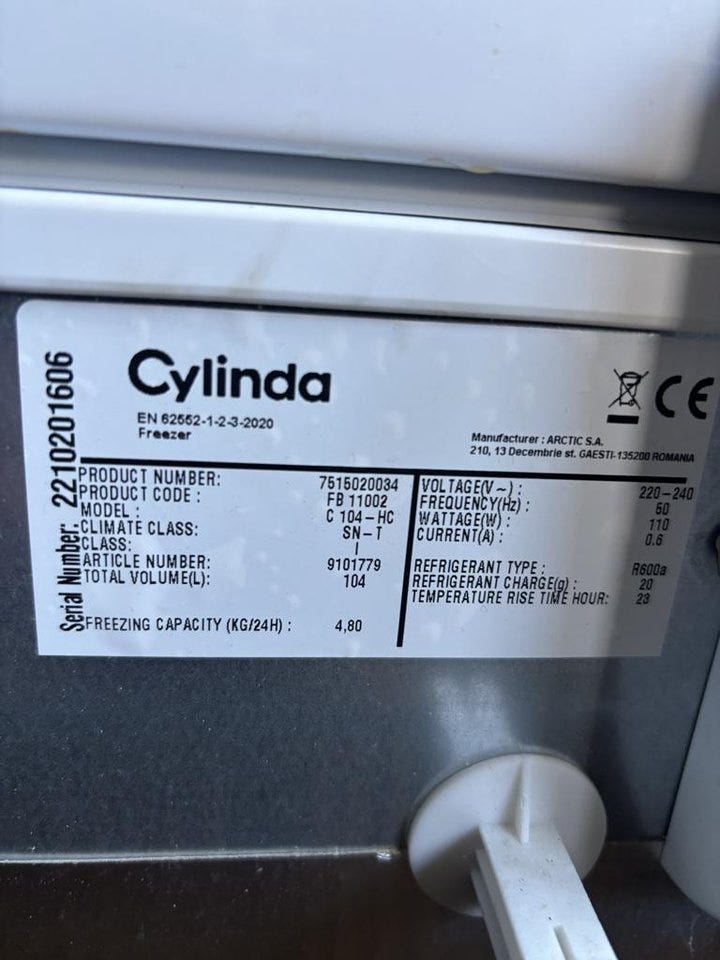 Serial Number: 2210201606
Cylinda
EN 62552-1-2-3-2020
Freezer
CE
Manufacturer : ARCTIC S.A.
210, 13 Decembrie st. GAESTI-135200 ROMANIA
PRODUCT NUMBER: 7515020034
PRODUCT CODE : FB 11002
MODEL : C 104-HC
CLIMATE CLASS: SN-T
CLASS: I
ARTICLE NUMBER: 9101779
TOTAL VOLUME(L): 104
FREEZING CAPACITY (KG/24H) : 4,80
VOLTAGE(V~) : 220-240
FREQUENCY(Hz) : 50
WATTAGE(W) : 110
CURRENT(A) : 0.6
REFRIGERANT TYPE : R600a
REFRIGERANT CHARGE(g) : 20
TEMPERATURE RISE TIME HOUR: 23